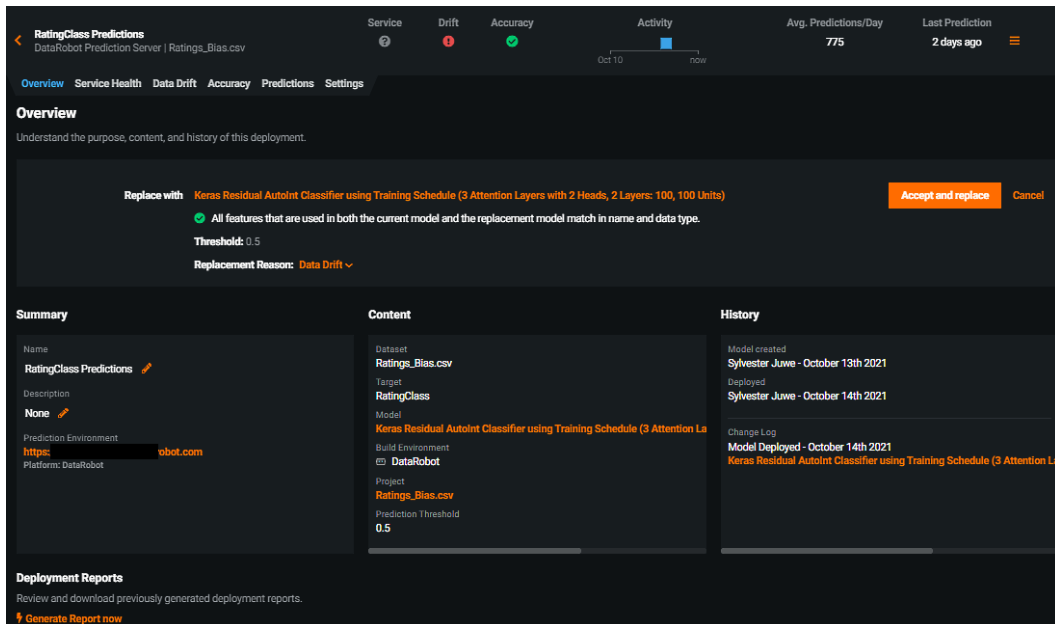 RatingClass Predictions
DataRobot Prediction Server | Ratings_Bias.csv
Service
Drift
Accuracy
Activity
Oct 10
now
Avg. Predictions/Day
775
Last Prediction
2 days ago
Overview Service Health Data Drift Accuracy Predictions Settings
Overview
Understand the purpose, content, and history of this deployment.
Replace with Keras Residual AutoInt Classifier using Training Schedule (3 Attention Layers with 2 Heads, 2 Layers: 100, 100 Units)
All features that are used in both the current model and the replacement model match in name and data type.
Threshold: 0.5
Replacement Reason: Data Drift
Accept and replace Cancel
Summary
Name
RatingClass Predictions
Description
None
Prediction Environment
https: obot.com
Platform: DataRobot
Content
Dataset
Ratings_Bias.csv
Target
RatingClass
Model
Keras Residual AutoInt Classifier using Training Schedule (3 Attention La
Build Environment
DataRobot
Project
Ratings_Bias.csv
Prediction Threshold
0.5
History
Model created
Sylvester Juwe - October 13th 2021
Deployed
Sylvester Juwe - October 14th 2021
Change Log
Model Deployed - October 14th 2021
Keras Residual AutoInt Classifier using Training Schedule (3 Attention L
Deployment Reports
Review and download previously generated deployment reports.
Generate Report now